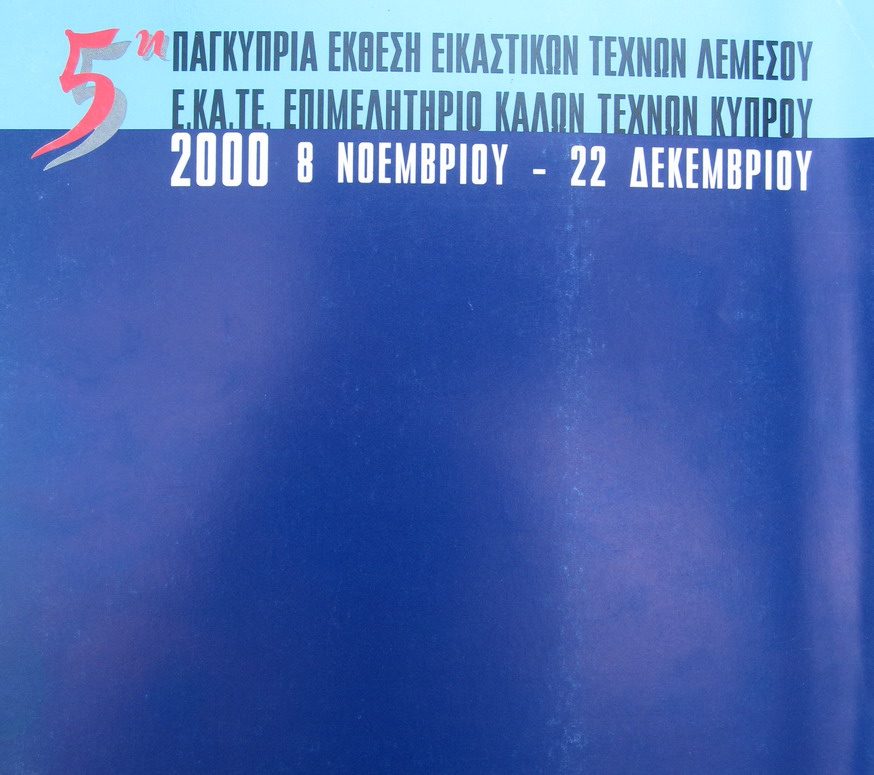 5η ΠΑΓΚΥΠΡΙΑ ΕΚΘΕΣΗ ΕΙΚΑΣΤΙΚΩΝ ΤΕΧΝΩΝ ΛΕΜΕΣΟΥ
Ε.ΚΑ.ΤΕ. ΕΠΙΜΕΛΗΤΗΡΙΟ ΚΑΛΩΝ ΤΕΧΝΩΝ ΚΥΠΡΟΥ
2000 8 ΝΟΕΜΒΡΙΟΥ - 22 ΔΕΚΕΜΒΡΙΟΥ